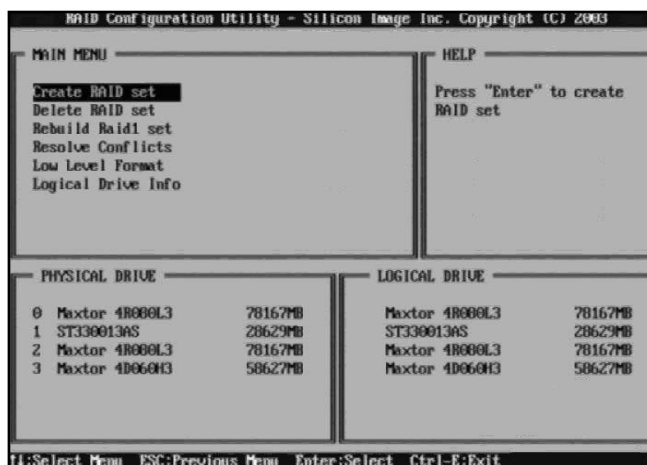 RAID Configuration Utility - Silicon Image Inc. Copyright (C) 2003
MAIN MENU
Create RAID set
Delete RAID set
Rebuild Raid1 set
Resolve Conflicts
Low Level Format
Logical Drive Info
HELP
Press "Enter" to create
RAID set
PHYSICAL DRIVE
0 Maxtor 4R080L3 78167MB
1 ST330013AS 28629MB
2 Maxtor 4R080L3 78167MB
3 Maxtor 4D060H3 58627MB
LOGICAL DRIVE
Maxtor 4R080L3 78167MB
ST330013AS 28629MB
Maxtor 4R080L3 78167MB
Maxtor 4D060H3 58627MB
↑↓:Select Menu ESC:Previous Menu Enter:Select Ctrl-E:Exit